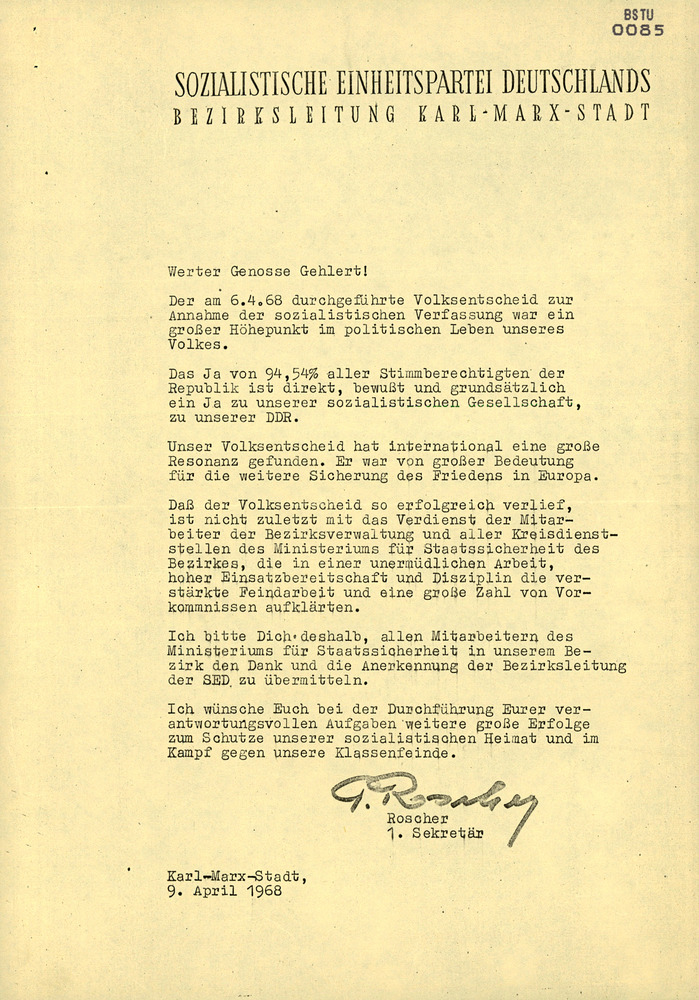 BSTU
0085
SOZIALISTISCHE EINHEITSPARTEI DEUTSCHLANDS
BEZIRKSLEITUNG KARL-MARX-STADT
Werter Genosse Gehlert!
Der am 6.4.68 durchgeführte Volksentscheid zur
Annahme der sozialistischen Verfassung war ein
großer Höhepunkt im politischen Leben unseres
Volkes.
Das Ja von 94,54% aller Stimmberechtigten der
Republik ist direkt, bewußt und grundsätzlich
ein Ja zu unserer sozialistischen Gesellschaft,
zu unserer DDR.
Unser Volksentscheid hat international eine große
Resonanz gefunden. Er war von großer Bedeutung
für die weitere Sicherung des Friedens in Europa.
Daß der Volksentscheid so erfolgreich verlief,
ist nicht zuletzt mit das Verdienst der Mitar-
beiter der Bezirksverwaltung und aller Kreisdienst-
stellen des Ministeriums für Staatssicherheit des
Bezirkes, die in einer unermüdlichen Arbeit,
hoher Einsatzbereitschaft und Disziplin die ver-
stärkte Feindarbeit und eine große Zahl von Vor-
kommnissen aufklärten.
Ich bitte Dich deshalb, allen Mitarbeitern des
Ministeriums für Staatssicherheit in unserem Be-
zirk den Dank und die Anerkennung der Bezirksleitung
der SED zu übermitteln.
Ich wünsche Euch bei der Durchführung Eurer ver-
antwortungsvollen Aufgaben weitere große Erfolge
zum Schutze unserer sozialistischen Heimat und im
Kampf gegen unsere Klassenfeinde.
Roscher
1. Sekretär
Karl-Marx-Stadt,
9. April 1968